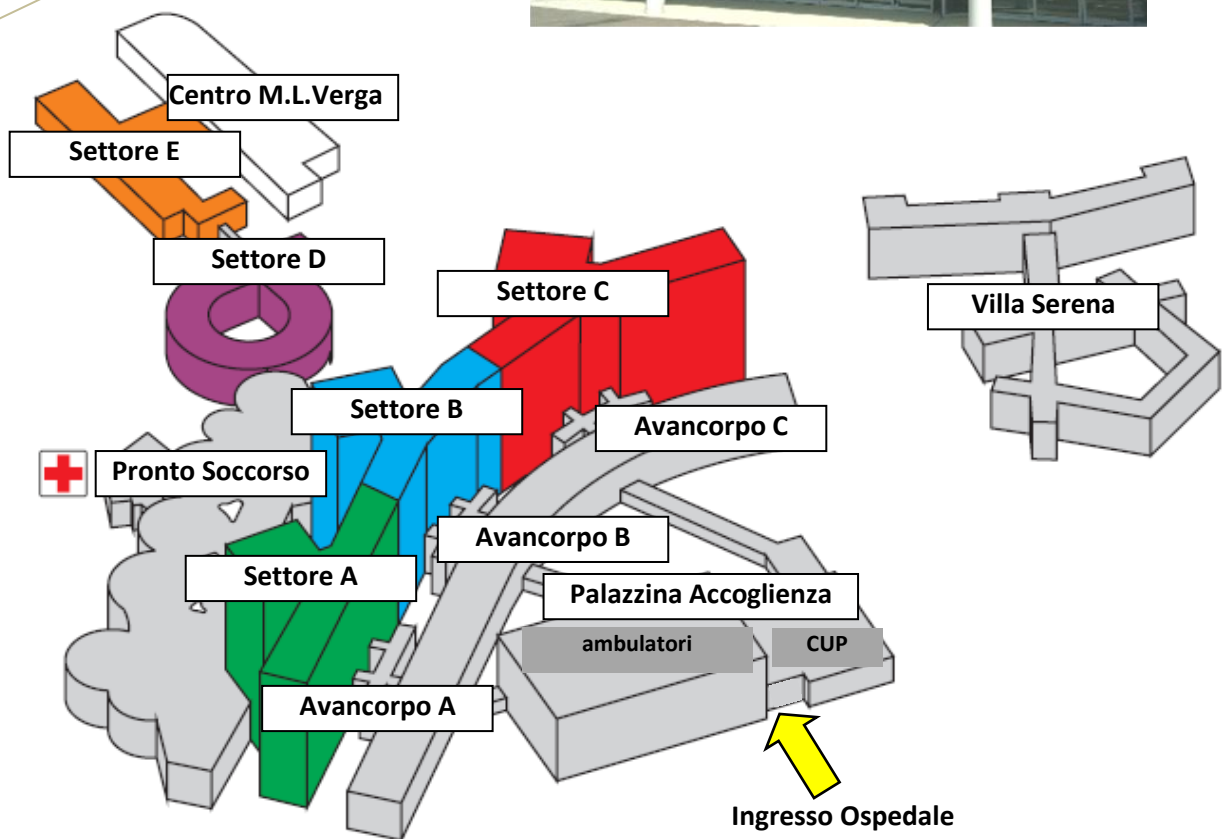 Centro M.L.Verga
Settore E
Settore D
Settore C
Villa Serena
Settore B
Avancorpo C
Pronto Soccorso
Avancorpo B
Settore A
Palazzina Accoglienza
ambulatori
CUP
Avancorpo A
Ingresso Ospedale